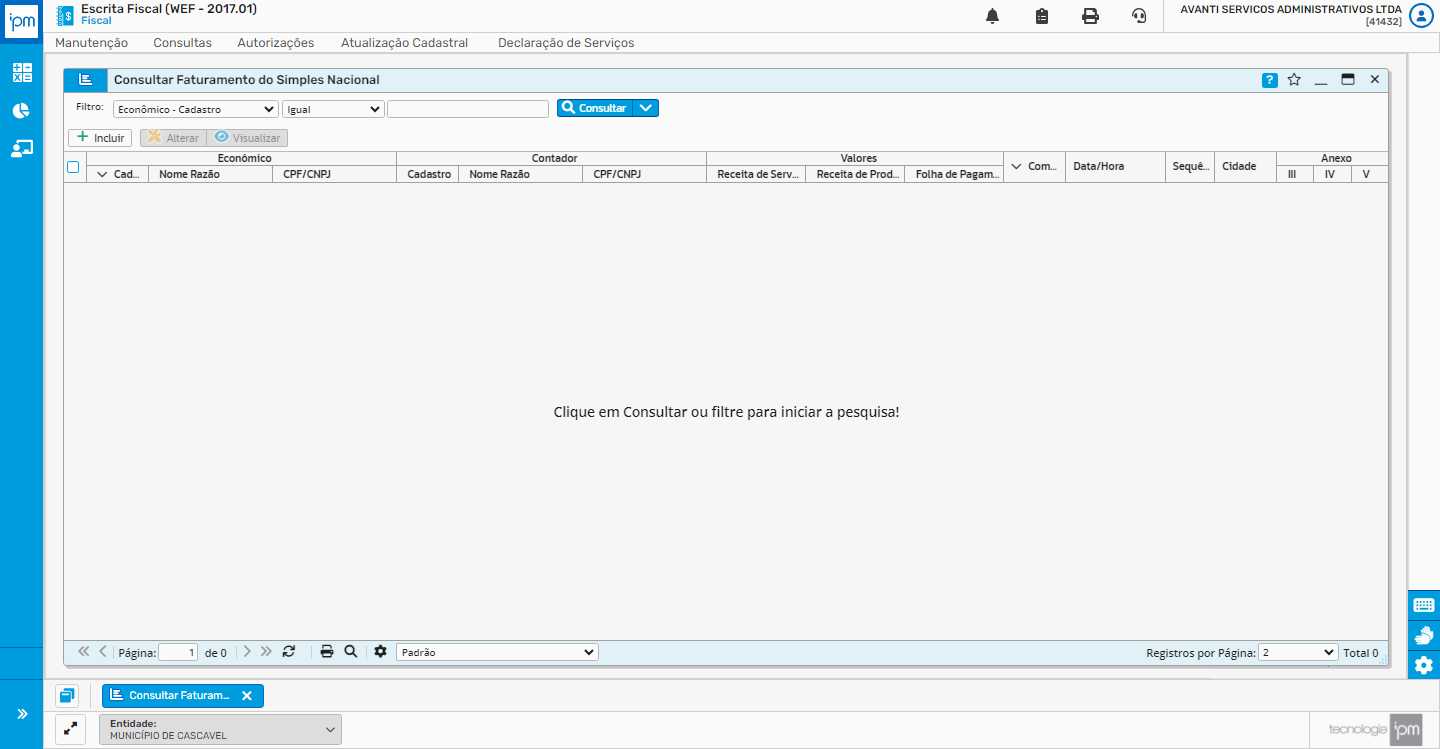 ipm
Escrita Fiscal (WEF - 2017.01)
Fiscal
AVANTI SERVICOS ADMINISTRATIVOS LTDA
[41432]
Manutenção Consultas Autorizações Atualização Cadastral Declaração de Serviços
Consultar Faturamento do Simples Nacional
?
Filtro: Econômico - Cadastro Igual Consultar
Incluir Alterar Visualizar
Econômico Contador Valores Anexo
Cad... Nome Razão CPF/CNPJ Cadastro Nome Razão CPF/CNPJ Receita de Serv... Receita de Prod... Folha de Pagam... Com... Data/Hora Sequê... Cidade III IV V
Clique em Consultar ou filtre para iniciar a pesquisa!
Página: 1 de 0 Padrão Registros por Página: 2 Total 0
Consultar Faturam...
Entidade:
MUNICÍPIO DE CASCAVEL
tecnologia ipm